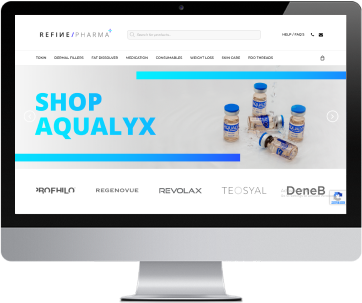 REFINE/PHARMA
Search for products
HELP / FAQS
TOXIN DERMAL FILLERS FAT DISSOLVER MEDICATION CONSUMABLES WEIGHT LOSS SKIN CARE PDO THREADS
SHOP
AQUALYX
PROFHILO REGENOVUE REVOLAX TEOSYAL DeneB